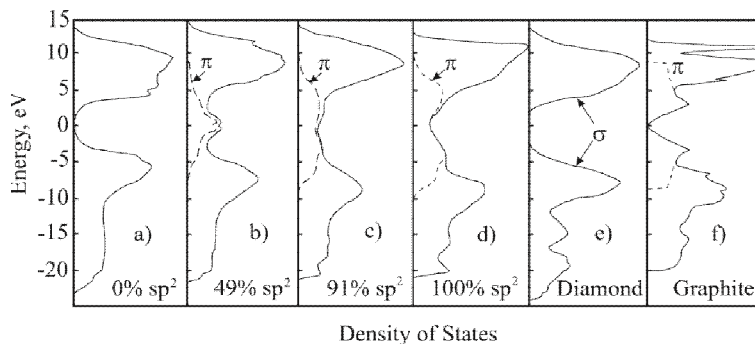 Energy, eV
15
10
5
0
-5
-10
-15
-20
π
π
π
π
σ
a)
b)
c)
d)
e)
f)
0% sp²
49% sp²
91% sp²
100% sp²
Diamond
Graphite
Density of States